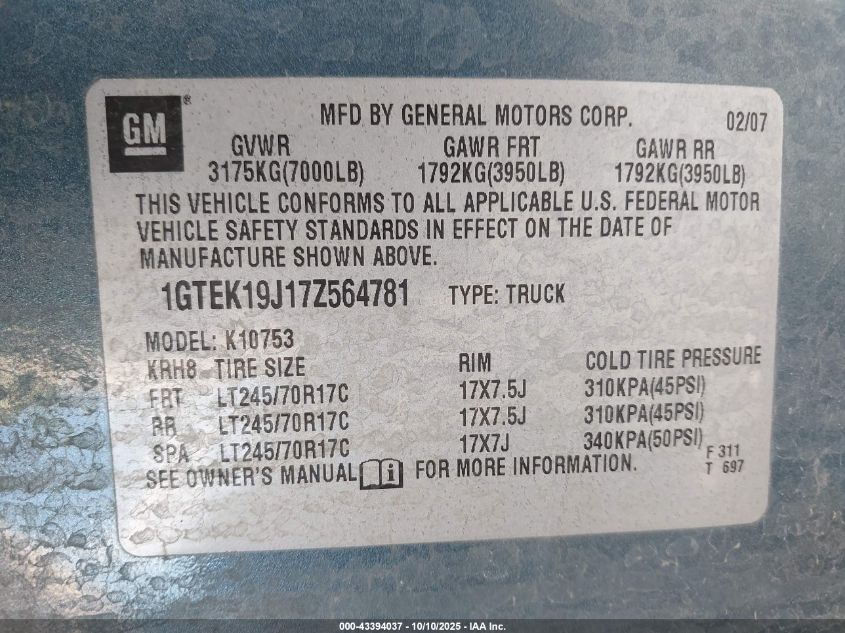 GM ®
MFD BY GENERAL MOTORS CORP. 02/07
GVWR GAWR FRT GAWR RR
3175KG(7000LB) 1792KG(3950LB) 1792KG(3950LB)
THIS VEHICLE CONFORMS TO ALL APPLICABLE U.S. FEDERAL MOTOR
VEHICLE SAFETY STANDARDS IN EFFECT ON THE DATE OF
MANUFACTURE SHOWN ABOVE.
1GTEK19J17Z564781 TYPE: TRUCK
MODEL: K10753
KRH8 TIRE SIZE RIM COLD TIRE PRESSURE
FRT LT245/70R17C 17X7.5J 310KPA(45PSI)
RR LT245/70R17C 17X7.5J 310KPA(45PSI)
SPA LT245/70R17C 17X7J 340KPA(50PSI)
SEE OWNER'S MANUAL i FOR MORE INFORMATION.
F 311
T 697
000-43394037 - 10/10/2025 - IAA Inc.